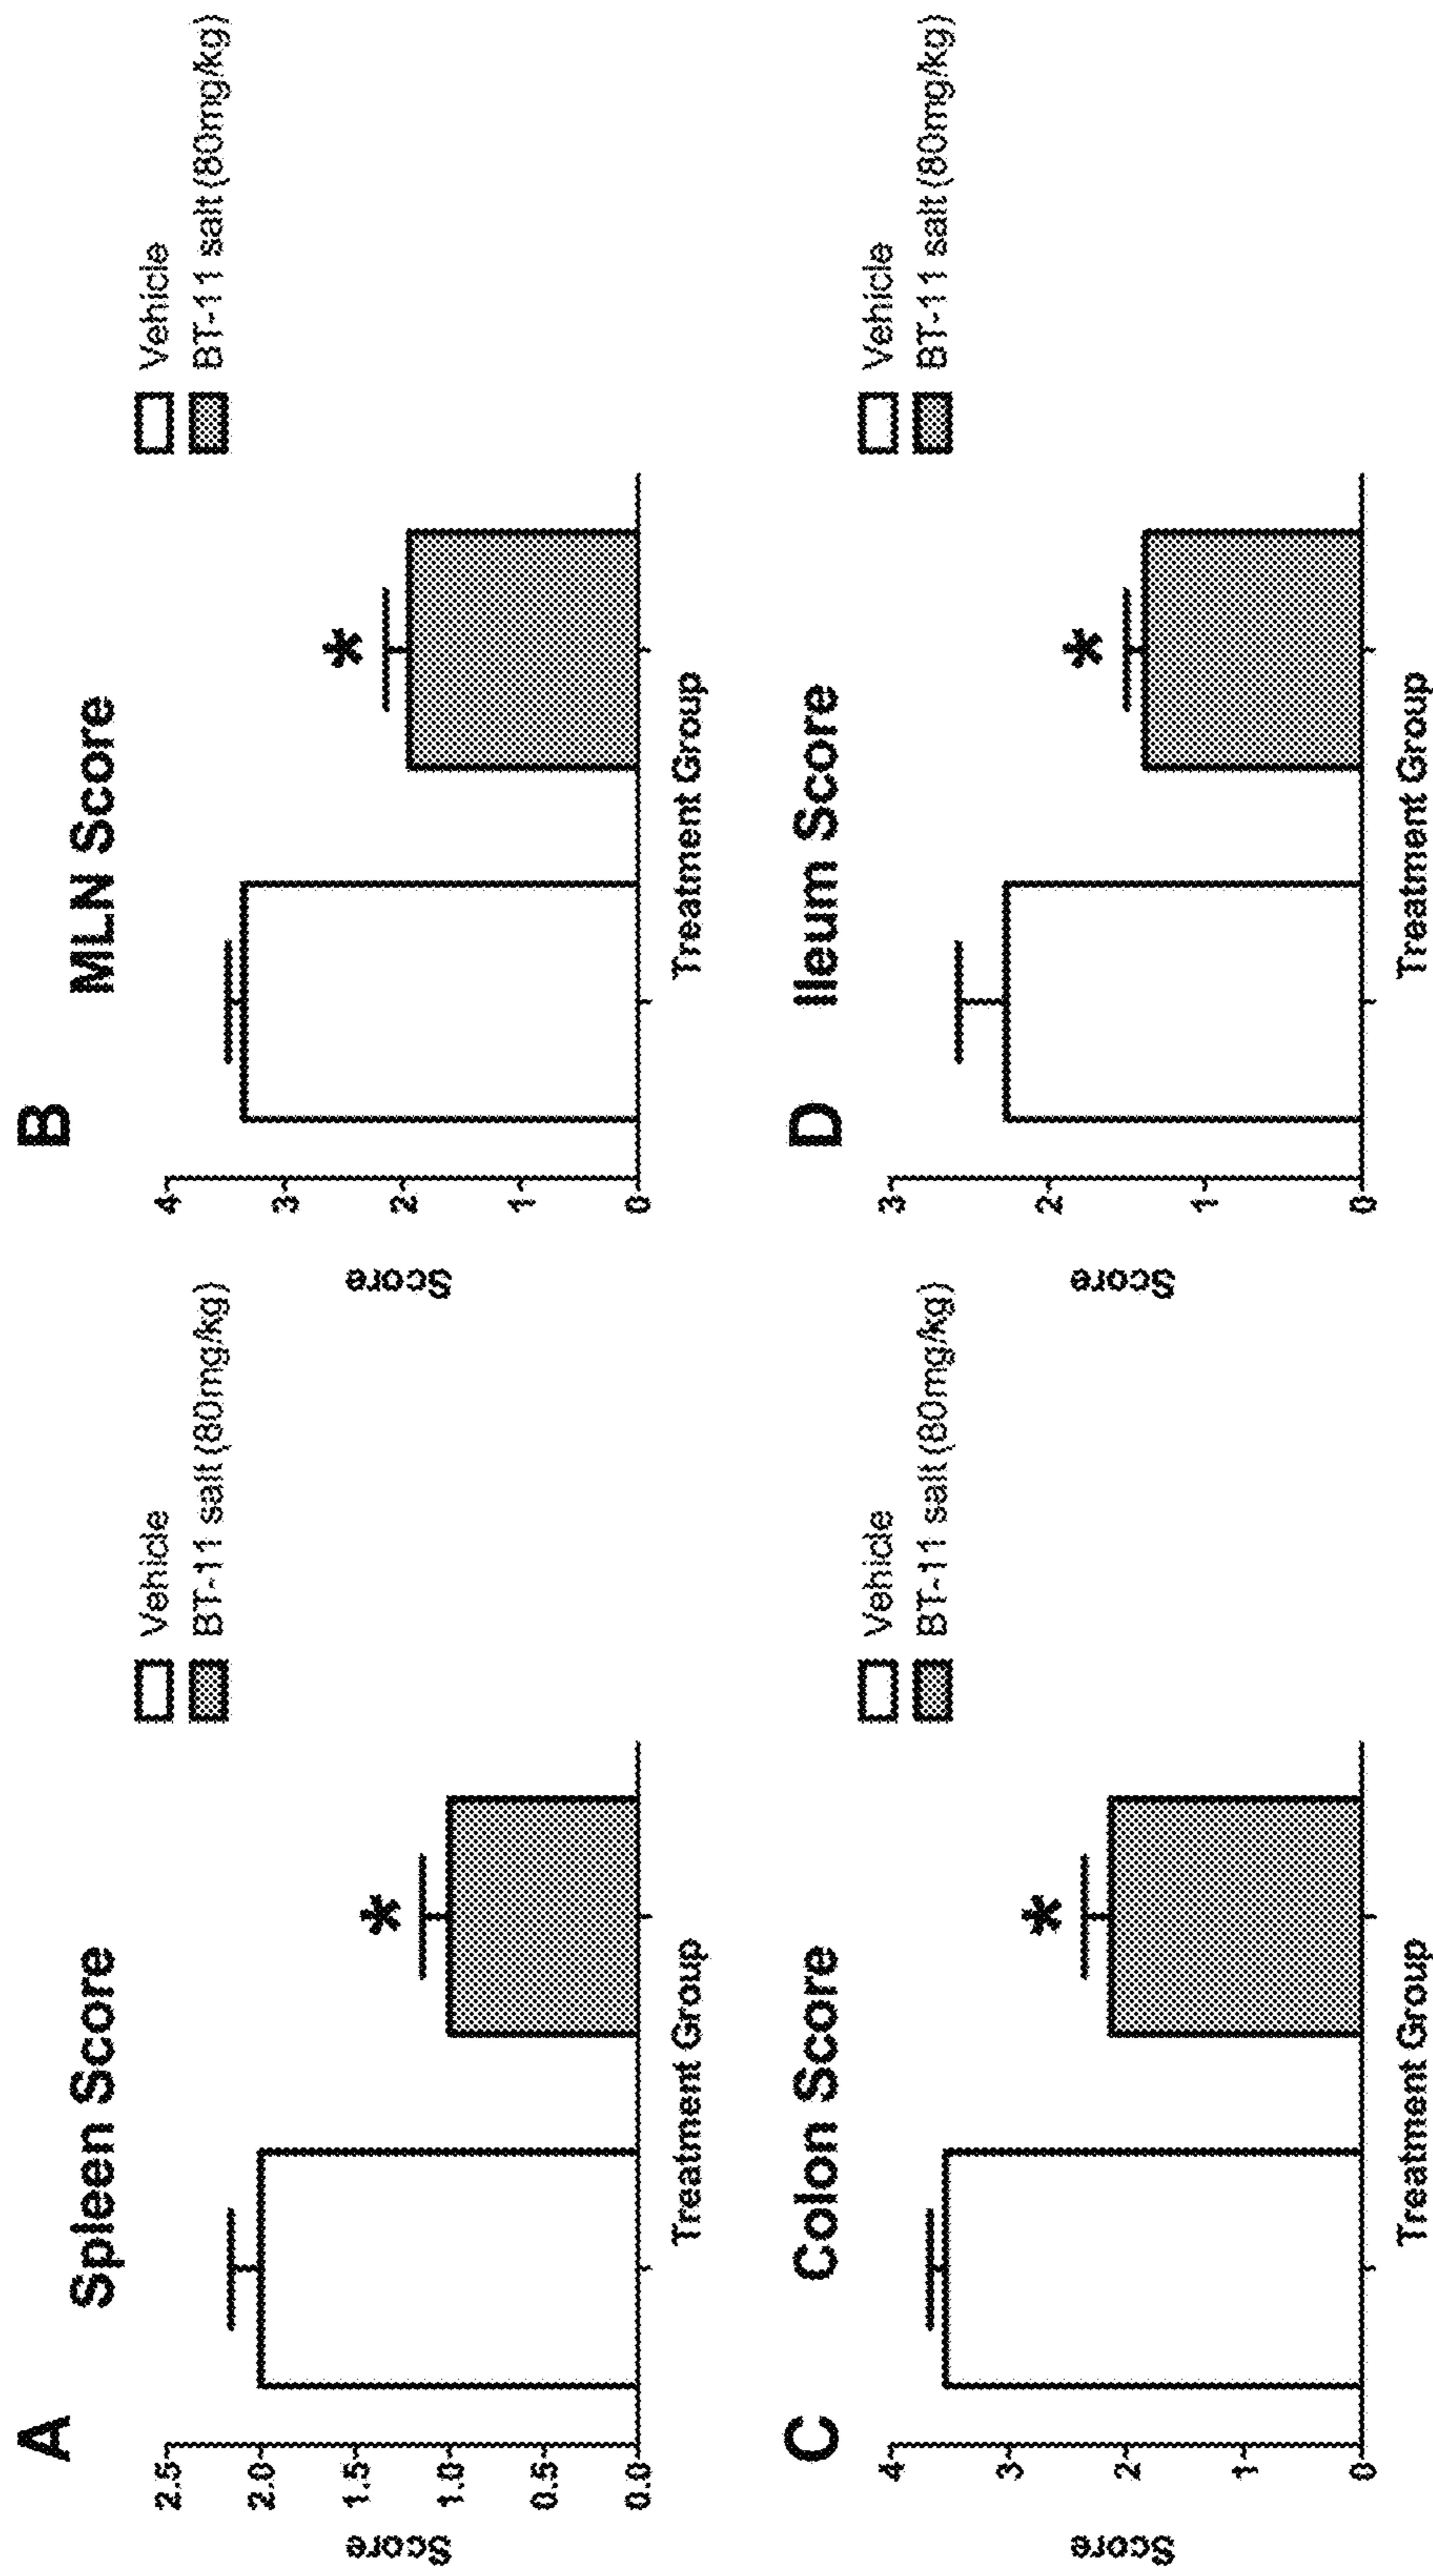 A
Spleen Score
Score
2.5
2.0
1.5
1.0
0.5
0.0
Treatment Group
Vehicle
BT-11 salt (80mg/kg)
B
MLN Score
Score
4
3
2
1
0
*
Treatment Group
Vehicle
BT-11 salt (80mg/kg)
C
Colon Score
Score
4
3
2
1
0
*
Treatment Group
Vehicle
BT-11 salt (80mg/kg)
D
Ileum Score
Score
3
2
1
0
*
Treatment Group
Vehicle
BT-11 salt (80mg/kg)